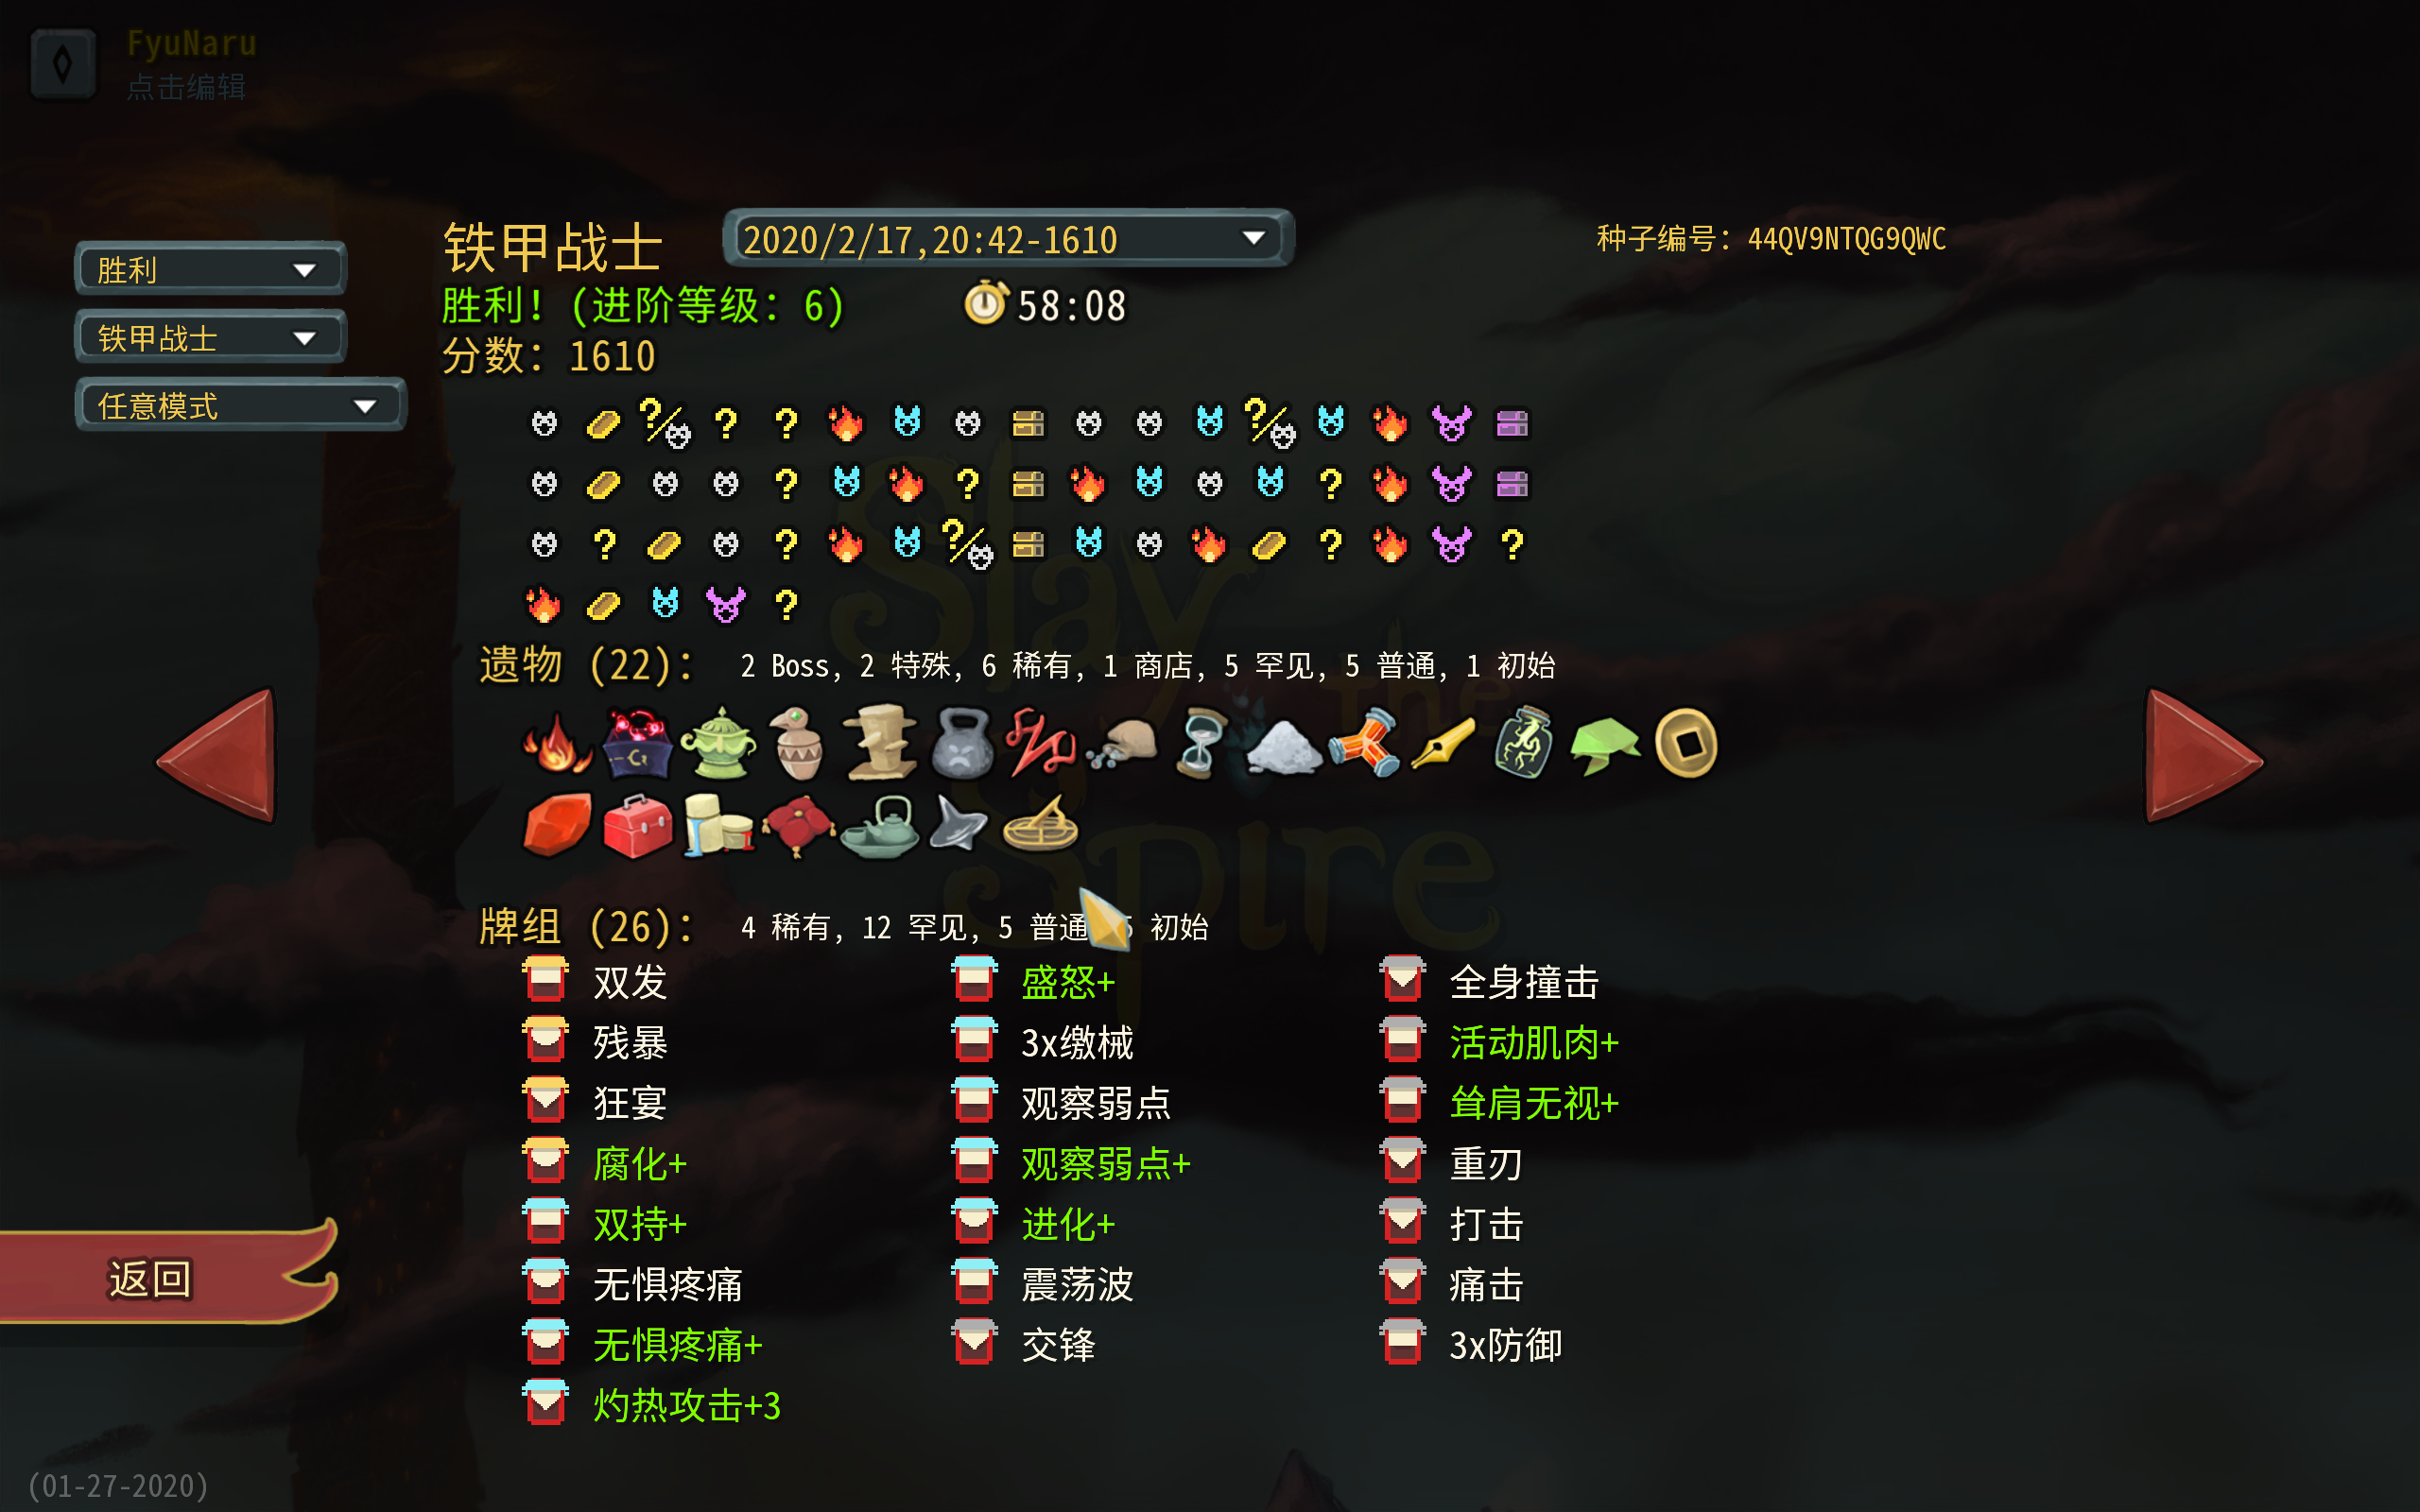 FyuNaru
点击编辑
铁甲战士
2020/2/17,20:42-1610
种子编号: 44QV9NTQG9QWC
胜利
胜利! (进阶等级: 6)
58:08
铁甲战士
分数: 1610
任意模式
遗物 (22):
2 Boss, 2 特殊, 6 稀有, 1 商店, 5 罕见, 5 普通, 1 初始
牌组 (26):
4 稀有, 12 罕见, 5 普通 初始
双发
盛怒+
全身撞击
残暴
3x缴械
活动肌肉+
狂宴
观察弱点
耸肩无视+
腐化+
观察弱点+
重刃
双持+
进化+
打击
无惧疼痛
震荡波
痛击
无惧疼痛+
交锋
3x防御
灼热攻击+3
返回
(01-27-2020)
Slay
the
Spire